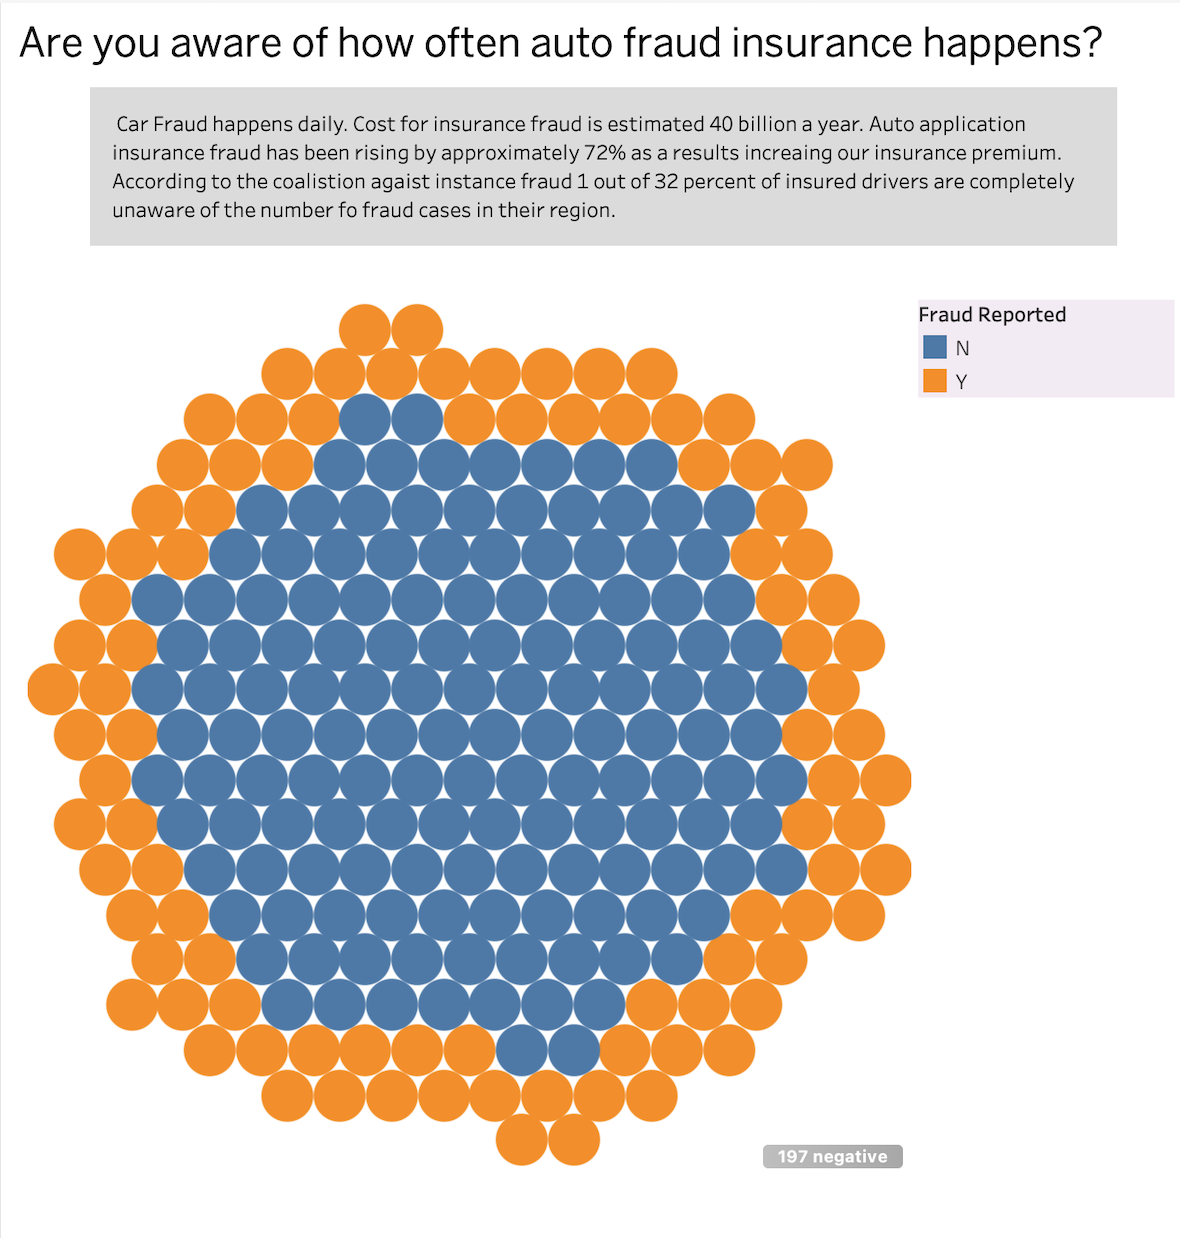 Are you aware of how often auto fraud insurance happens?
Car Fraud happens daily. Cost for insurance fraud is estimated 40 billion a year. Auto application
insurance fraud has been rising by approximately 72% as a results increaing our insurance premium.
According to the coalistion agaist instance fraud 1 out of 32 percent of insured drivers are completely
unaware of the number fo fraud cases in their region.
Fraud Reported
N
Y
197 negative